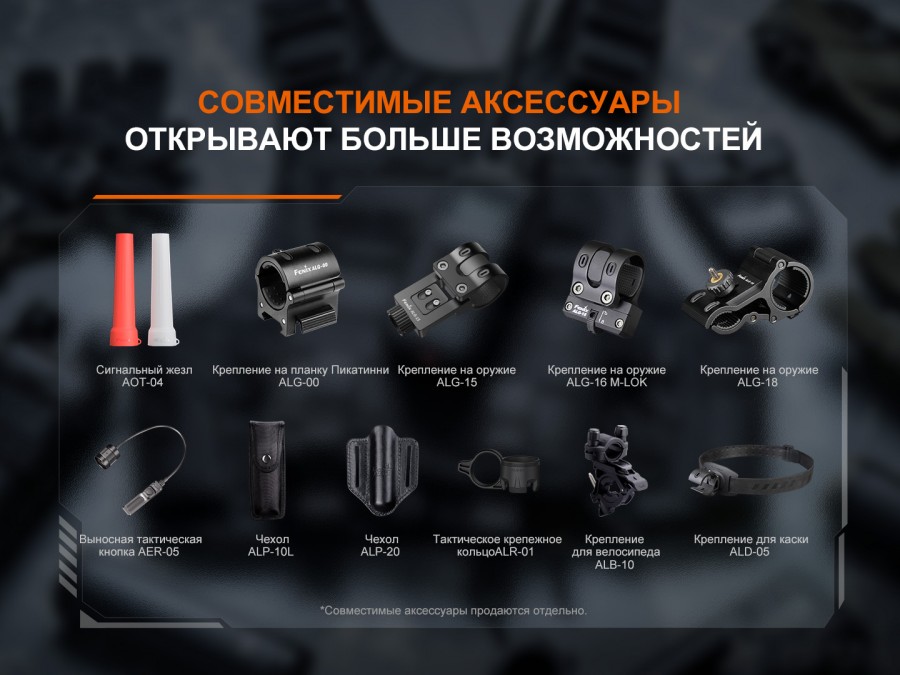 СОВМЕСТИМЫЕ АКСЕССУАРЫ
ОТКРЫВАЮТ БОЛЬШЕ ВОЗМОЖНОСТЕЙ
Сигнальный жезл
AOT-04
Крепление на планку Пикатинни
ALG-00
Крепление на оружие
ALG-15
Крепление на оружие
ALG-16 M-LOK
Крепление на оружие
ALG-18
Выносная тактическая
кнопка AER-05
Чехол
ALP-10L
Чехол
ALP-20
Тактическое крепежное
кольцоALR-01
Крепление
для велосипеда
ALB-10
Крепление для каски
ALD-05
*Совместимые аксессуары продаются отдельно.